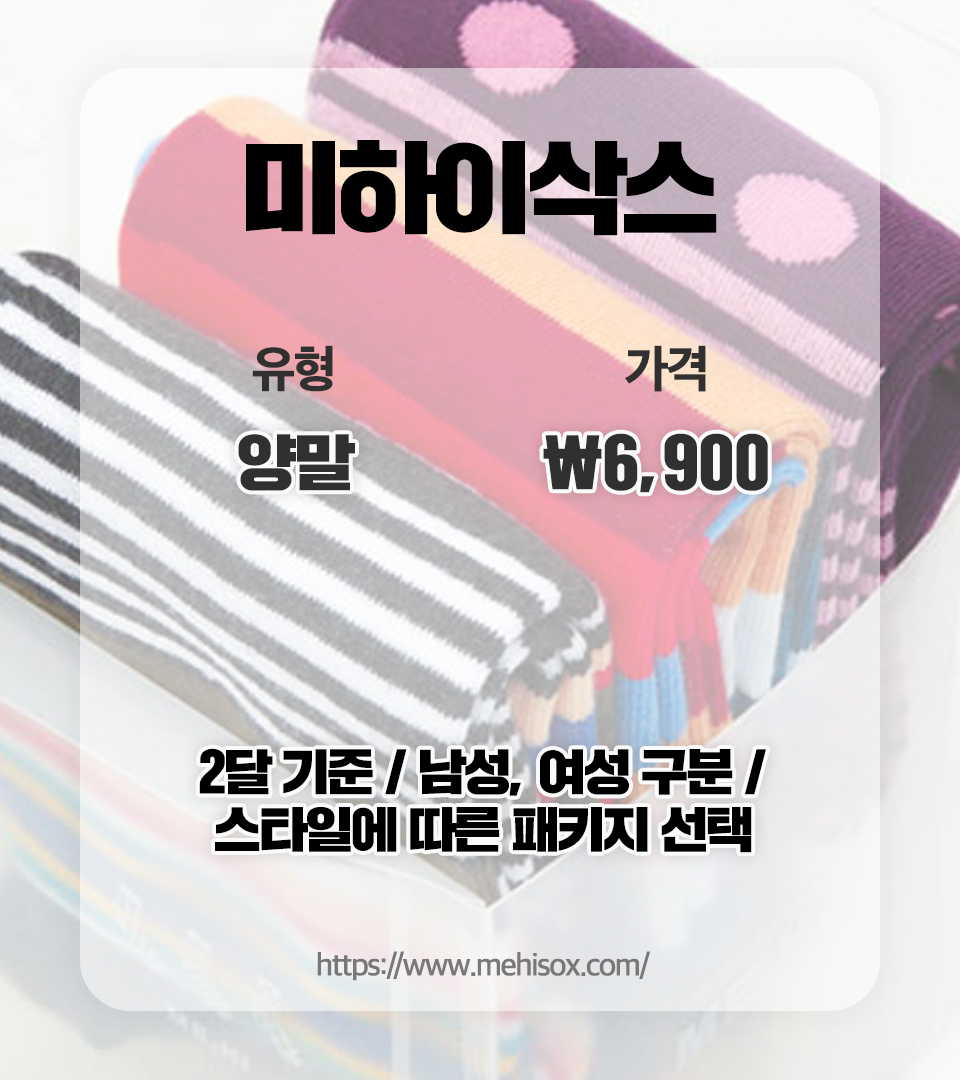 미하이삭스
유형
가격
양말
₩6,900
2달 기준 / 남성, 여성 구분 /
스타일에 따른 패키지 선택
https://www.mehisox.com/